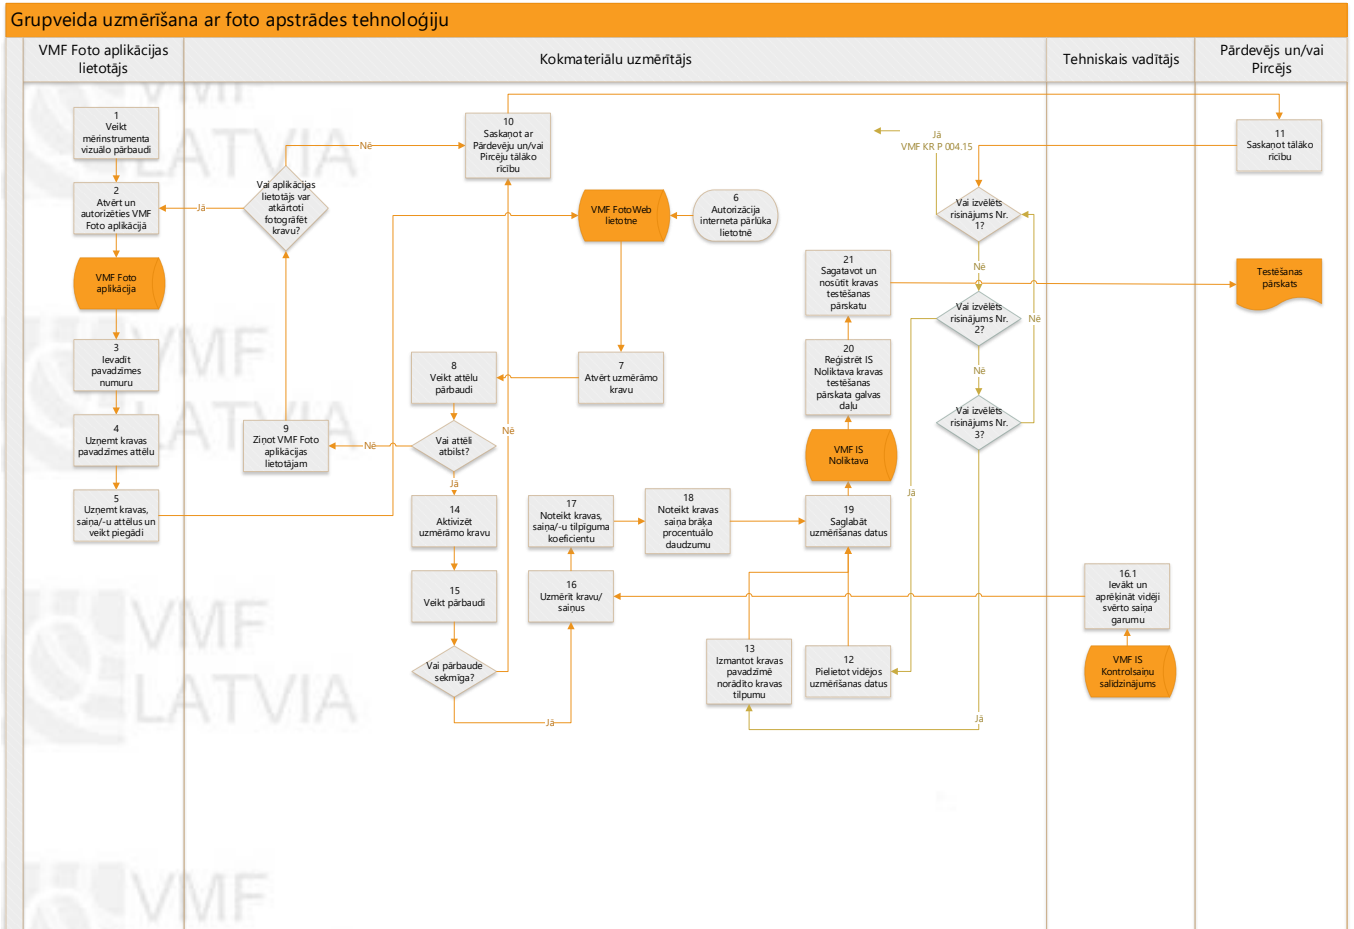 Grupveida uzmērīšana ar foto apstrādes tehnoloģiju
VMF Foto aplikācijas
lietotājs
Kokmateriālu uzmērītājs
Tehniskais vadītājs
Pārdevējs un/vai
Pircējs
1
Veikt
mērinstrumenta
vizuālo pārbaudi
2
Atvērt un
autorizēties VMF
Foto aplikācijā
VMF Foto
aplikācija
3
Ievadīt
pavadzīmes
numuru
4
Uzņemt kravas
pavadzīmes attēlu
5
Uzņemt kravas,
saiņa/-u attēlus un
veikt piegādi
Vai aplikācijas
lietotājs var
atkārtoti
fotogrāfēt
kravu?
Jā
Nē
9
Ziņot VMF Foto
aplikācijas
lietotājam
10
Saskaņot ar
Pārdevēju un/vai
Pircēju tālāko
rīcību
VMF FotoWeb
lietotne
6
Autorizācija
interneta pārlūka
lietotnē
7
Atvērt uzmērāmo
kravu
8
Veikt attēlu
pārbaudi
Vai attēli
atbilst?
Nē
Jā
14
Aktivizēt
uzmērāmo kravu
15
Veikt pārbaudi
Vai pārbaude
sekmīga?
Nē
Jā
16
Uzmērīt kravu/
saiņus
17
Noteikt kravas,
saiņa/-u tilpīguma
koeficientu
18
Noteikt kravas
saiņa brāķa
procentuālo
daudzumu
19
Saglabāt
uzmērīšanas datus
VMF IS
Noliktava
20
Reģistrēt IS
Noliktava kravas
testēšanas
pārskata galvas
daļu
21
Sagatavot un
nosūtīt kravas
testēšanas
pārskatu
13
Izmantot kravas
pavadzīmē
norādīto kravas
tilpumu
12
Pielietot vidējos
uzmērīšanas datus
Jā
VMF KR P 004.15
Vai izvēlēts
risinājums Nr.
1?
Nē
Vai izvēlēts
risinājums Nr.
2?
Nē
Jā
Nē
Vai izvēlēts
risinājums Nr.
3?
Jā
16.1
Ievākt un
aprēķināt vidēji
svērto saiņa
garumu
VMF IS
Kontrolsaiņu
salīdzinājums
11
Saskaņot tālāko
rīcību
Testēšanas
pārskats
VMF
LATVIA
VMF
LATVIA
VMF
LATVIA
VMF